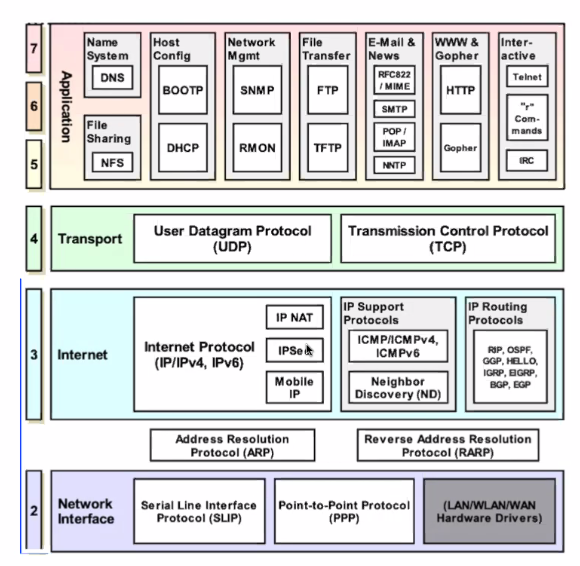 7
6
5
Application
Name
System
DNS
File
Sharing
NFS
Host
Config
BOOTP
DHCP
Network
Mgmt
SNMP
RMON
File
Transfer
FTP
TFTP
E-Mail &
News
RFC822
/ MIME
SMTP
POP /
IMAP
NNTP
WWW &
Gopher
HTTP
Gopher
Inter-
active
Telnet
"r"
Com-
mands
IRC
4
Transport
User Datagram Protocol
(UDP)
Transmission Control Protocol
(TCP)
3
Internet
Internet Protocol
(IP/IPv4, IPv6)
IP NAT
IPSec
Mobile
IP
IP Support
Protocols
ICMP/ICMPv4,
ICMPv6
Neighbor
Discovery (ND)
IP Routing
Protocols
RIP, OSPF,
GGP, HELLO,
IGRP, EIGRP,
BGP, EGP
Address Resolution
Protocol (ARP)
Reverse Address Resolution
Protocol (RARP)
2
Network
Interface
Serial Line Interface
Protocol (SLIP)
Point-to-Point Protocol
(PPP)
(LAN/WLAN/WAN
Hardware Drivers)